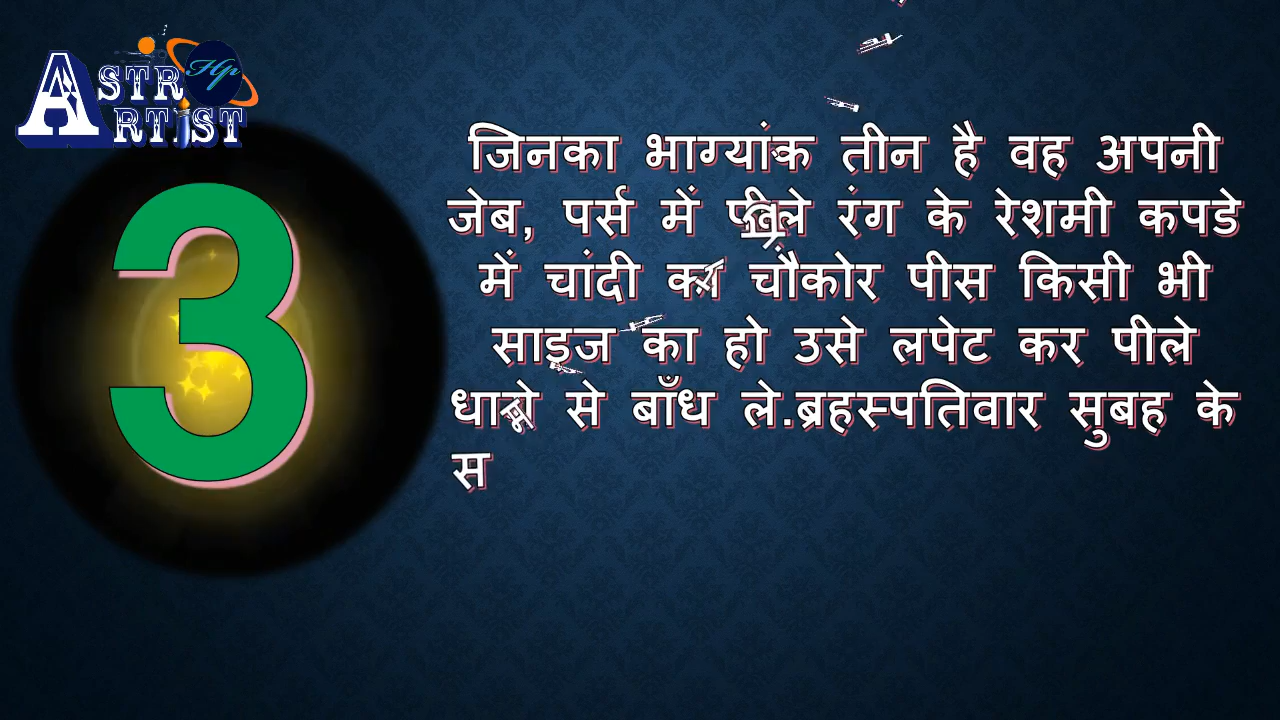 ASTRO Hp
ARTIST
3
जिनका भाग्यांक तीन है वह अपनी
जेब, पर्स में पीले रंग के रेशमी कपडे
में चांदी का चौकोर पीस किसी भी
साइज का हो उसे लपेट कर पीले
धागे से बाँध ले.ब्रहस्पतिवार सुबह के
स